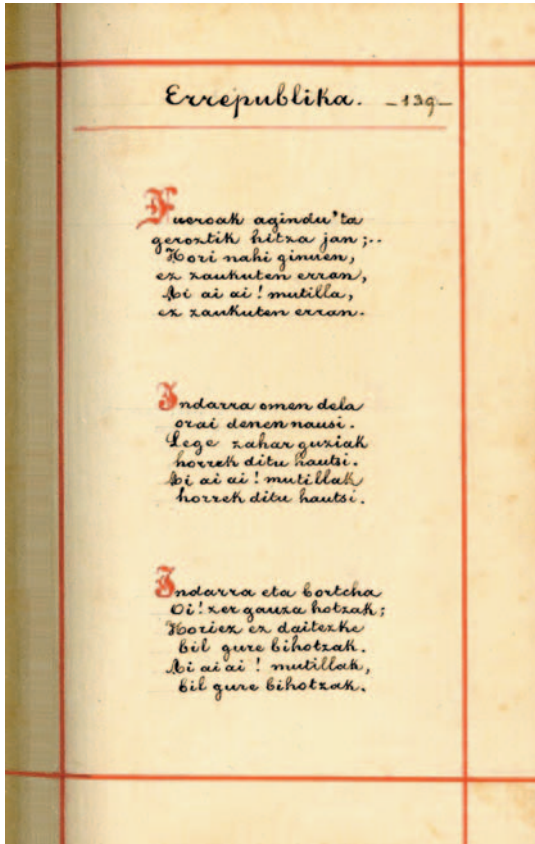 Errepublika. -139-
Fueroak agindu'ta
geroztik hitza jan;..
Hori nahi ginuen,
ez zaukuten erran,
Ai ai ai! mutilla,
ez zaukuten erran.
Indarra omen dela
orai denen nausi.
Lege zahar guziak
horrek ditu hautsi.
Ai ai ai! mutillak
horrek ditu hautsi.
Indarra eta bortcha
Oi! zer gauza hotzak;
Horiez ez daitezke
bil gure bihotzak.
Ai ai ai! mutillak,
bil gure bihotzak.